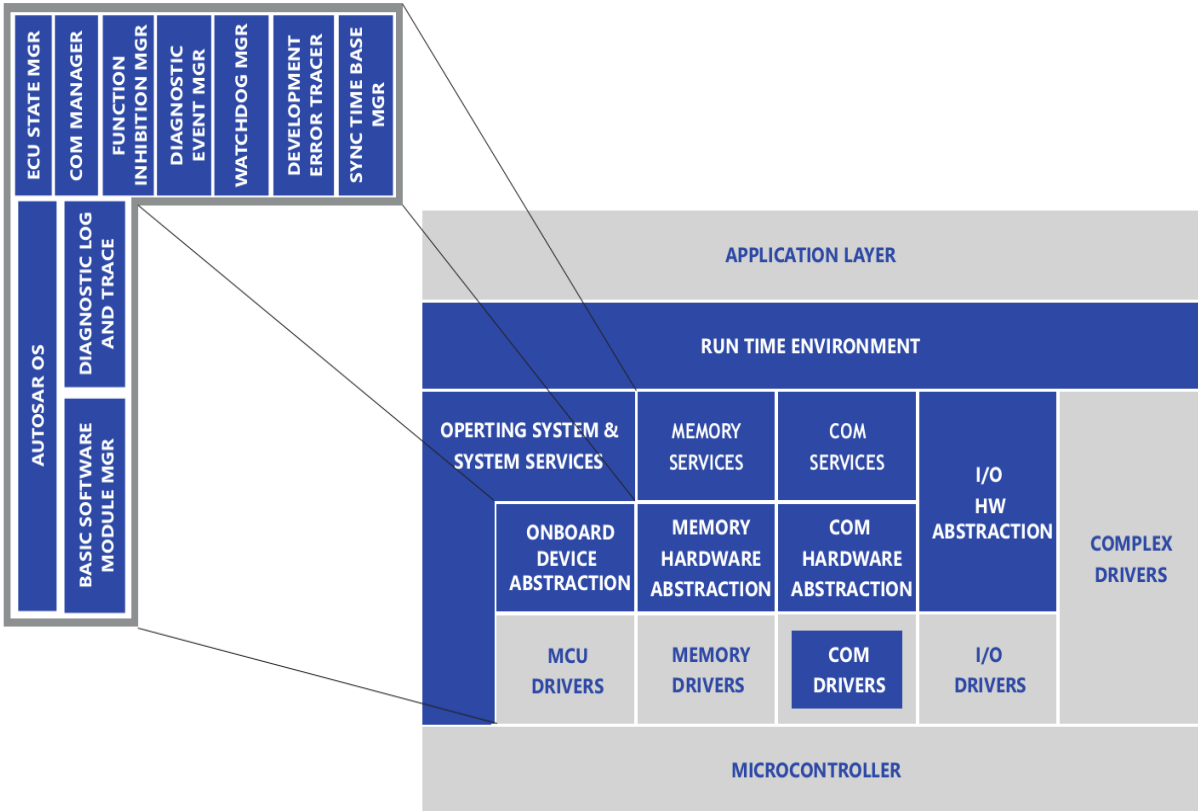 ECU STATE MGR
COM MANAGER
FUNCTION
INHIBITION MGR
DIAGNOSTIC
EVENT MGR
WATCHDOG MGR
DEVELOPMENT
ERROR TRACER
SYNC TIME BASE
MGR
AUTOSAR OS
DIAGNOSTIC LOG
AND TRACE
BASIC SOFTWARE
MODULE MGR
APPLICATION LAYER
RUN TIME ENVIRONMENT
OPERTING SYSTEM &
SYSTEM SERVICES
MEMORY
SERVICES
COM
SERVICES
I/O
HW
ABSTRACTION
COMPLEX
DRIVERS
ONBOARD
DEVICE
ABSTRACTION
MEMORY
HARDWARE
ABSTRACTION
COM
HARDWARE
ABSTRACTION
MCU
DRIVERS
MEMORY
DRIVERS
COM
DRIVERS
I/O
DRIVERS
MICROCONTROLLER